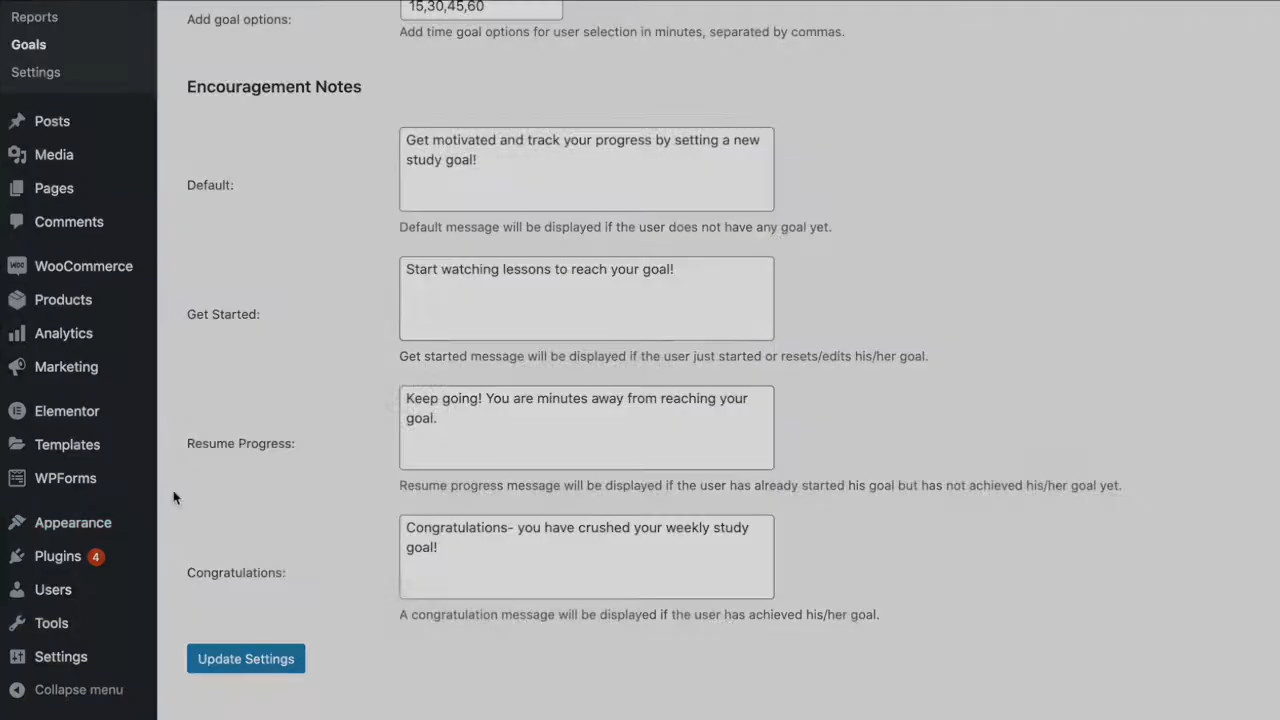 Reports
Goals
Settings
Posts
Media
Pages
Comments
WooCommerce
Products
Analytics
Marketing
Elementor
Templates
WPForms
Appearance
Plugins 4
Users
Tools
Settings
Collapse menu
15,30,45,60
Add goal options:
Add time goal options for user selection in minutes, separated by commas.
Encouragement Notes
Default:
Get motivated and track your progress by setting a new
study goal!
Default message will be displayed if the user does not have any goal yet.
Get Started:
Start watching lessons to reach your goal!
Get started message will be displayed if the user just started or resets/edits his/her goal.
Resume Progress:
Keep going! You are minutes away from reaching your
goal.
Resume progress message will be displayed if the user has already started his goal but has not achieved his/her goal yet.
Congratulations:
Congratulations- you have crushed your weekly study
goal!
A congratulation message will be displayed if the user has achieved his/her goal.
Update Settings